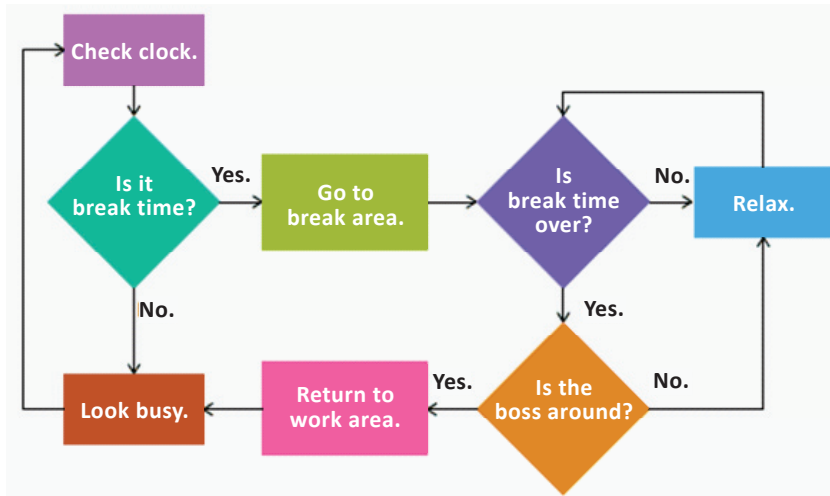 Check clock.
Is it
break time?
Yes.
Go to
break area.
Is
break time
over?
No.
Relax.
No.
Yes.
Look busy.
Return to
work area.
Yes.
Is the
boss around?
No.